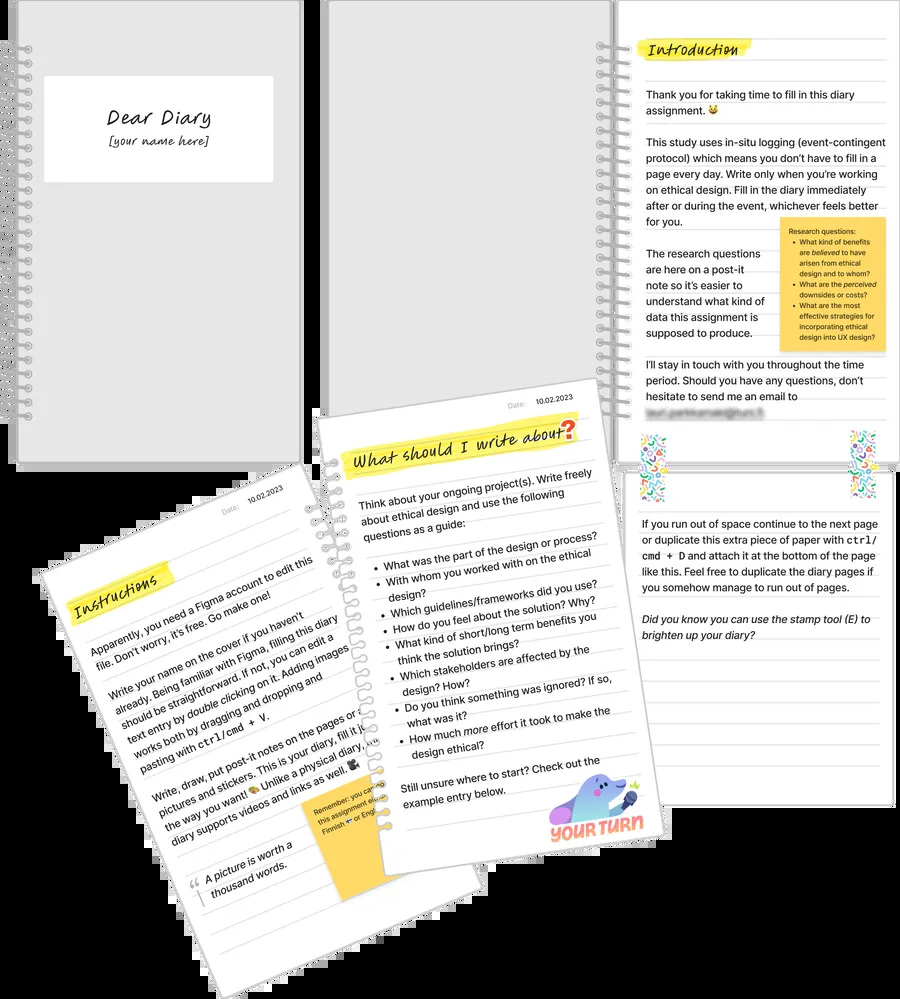 Dear Diary
[your name here]
Introduction
Thank you for taking time to fill in this diary
assignment. 😺
This study uses in-situ logging (event-contingent
protocol) which means you don’t have to fill in a
page every day. Write only when you’re working
on ethical design. Fill in the diary immediately
after or during the event, whichever feels better
for you.
The research questions
are here on a post-it
note so it’s easier to
understand what kind of
data this assignment is
supposed to produce.
Research questions:
• What kind of benefits
are believed to have
arisen from ethical
design and to whom?
• What are the perceived
downsides or costs?
• What are the most
effective strategies for
incorporating ethical
design into UX design?
I’ll stay in touch with you throughout the time
period. Should you have any questions, don’t
hesitate to send me an email to
If you run out of space continue to the next page
or duplicate this extra piece of paper with ctrl/
cmd + D and attach it at the bottom of the page
like this. Feel free to duplicate the diary pages if
you somehow manage to run out of pages.
Did you know you can use the stamp tool (E) to
brighten up your diary?
Date: 10.02.2023
What should I write about❓
Think about your ongoing project(s). Write freely
about ethical design and use the following
questions as a guide:
• What was the part of the design or process?
• With whom you worked with on the ethical
design?
• Which guidelines/frameworks did you use?
• How do you feel about the solution? Why?
• What kind of short/long term benefits you
think the solution brings?
• Which stakeholders are affected by the
design? How?
• Do you think something was ignored? If so,
what was it?
• How much more effort it took to make the
design ethical?
Still unsure where to start? Check out the
example entry below.
YOUR TURN
Date: 10.02.2023
Instructions
Apparently, you need a Figma account to edit this
file. Don’t worry, it’s free. Go make one!
Write your name on the cover if you haven’t
already. Being familiar with Figma, filling this diary
should be straightforward. If not, you can edit a
text entry by double clicking on it. Adding images
works both by dragging and dropping and
pasting with ctrl/cmd + V.
Write, draw, put post-it notes on the pages or
pictures and stickers. This is your diary, fill it
the way you want! 🎨 Unlike a physical diary,
diary supports videos and links as well. 🎥
Remember: you can
this assignment
Finnish 🇫🇮 or
“ A picture is worth a
thousand words.